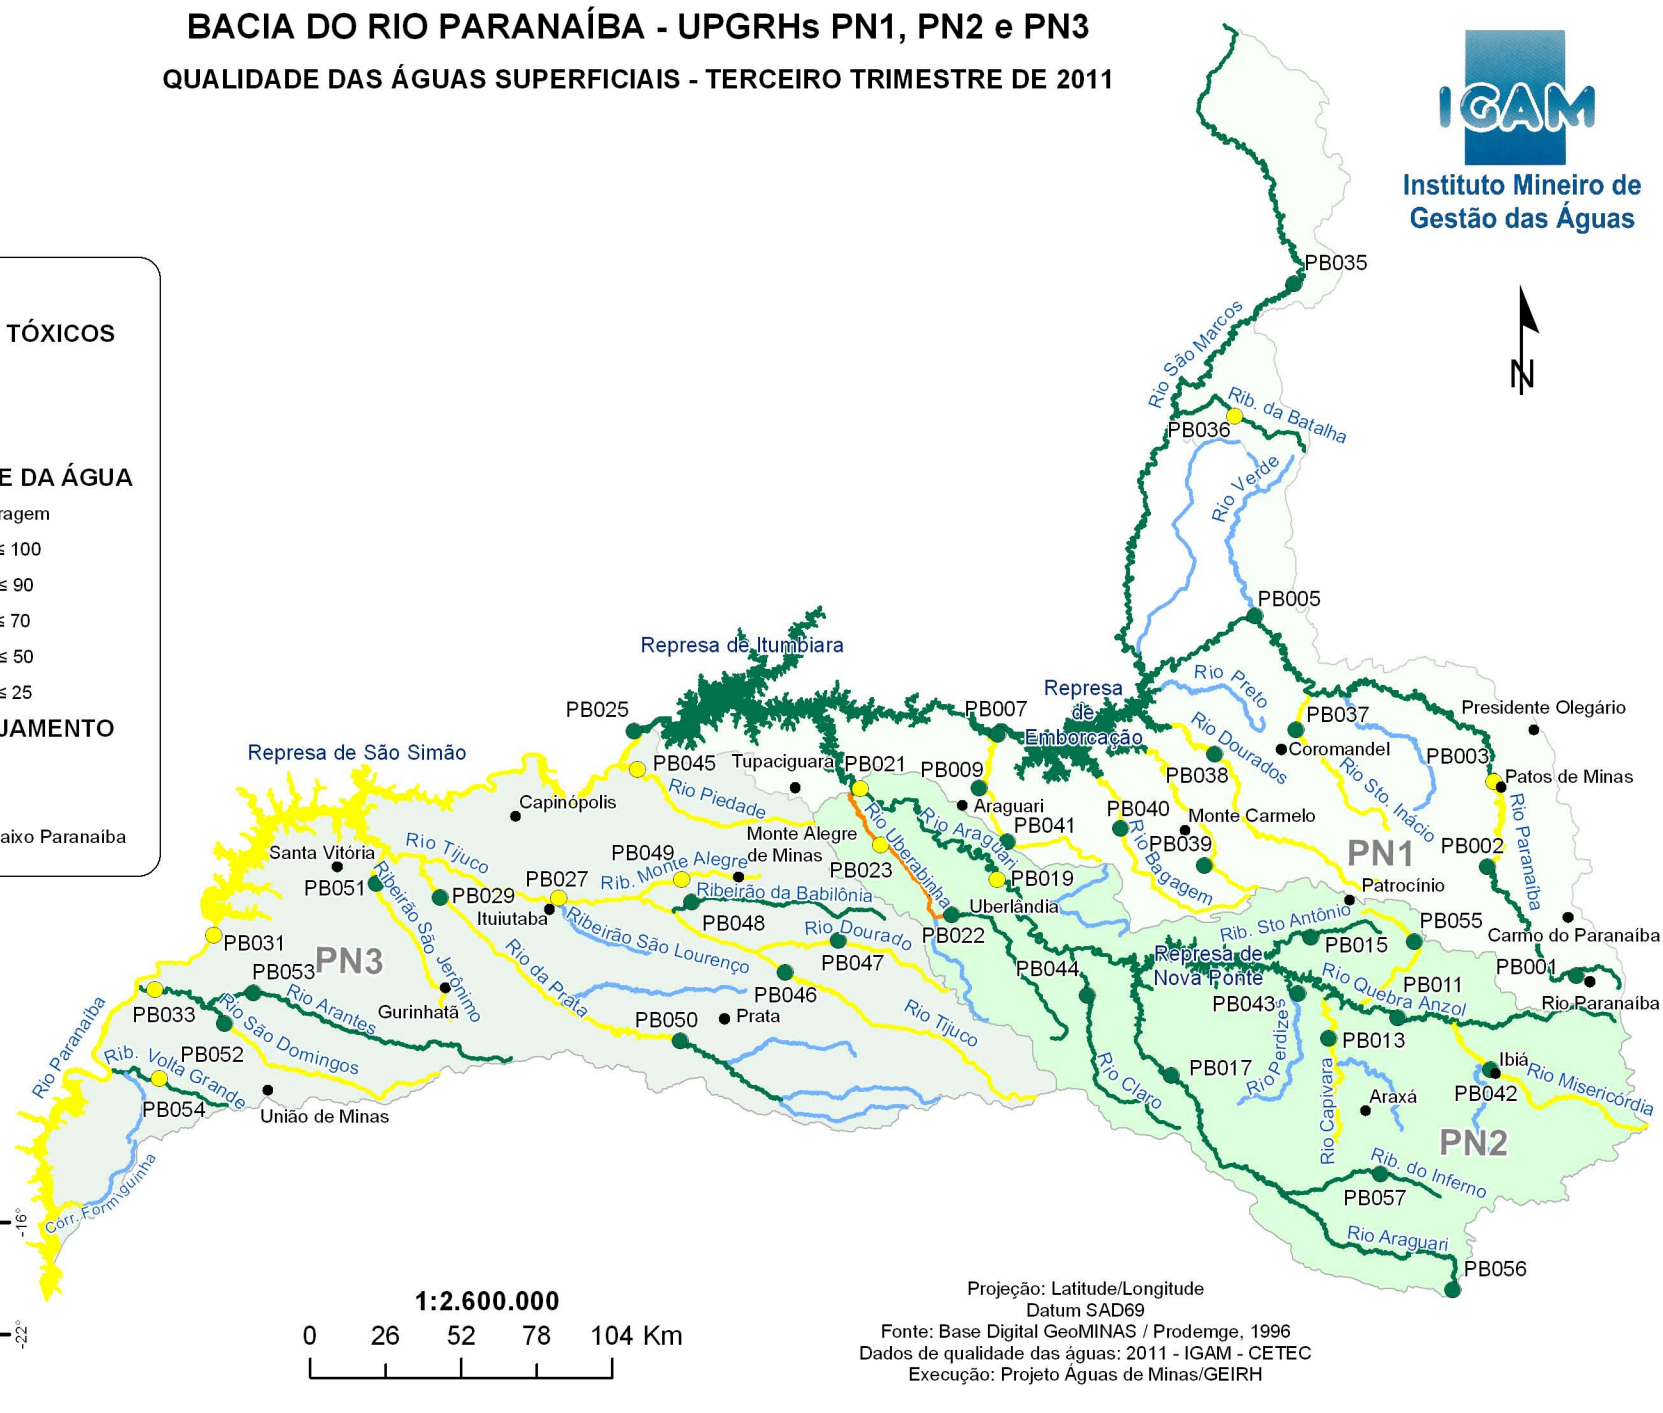 BACIA DO RIO PARANAÍBA - UPGRHs PN1, PN2 e PN3
QUALIDADE DAS ÁGUAS SUPERFICIAIS - TERCEIRO TRIMESTRE DE 2011
IGAM
Instituto Mineiro de
Gestão das Águas
N
TÓXICOS
E DA ÁGUA
ragem
≤ 100
≤ 90
≤ 70
≤ 50
≤ 25
JAMENTO
aixo Paranaíba
PB035
Rio São Marcos
Rib. da Batalha
PB036
Rio Verde
PB005
Represa de Itumbiara
Rio Preto
Represa
de
Emborcação
PB025
PB007
PB037
Presidente Olegário
Rio Dourados
Coromandel
PB003
Represa de São Simão
PB045
Tupaciguara
PB021
PB009
PB038
Patos de Minas
Rio Piedade
Capinópolis
Araguari
Rio Sto. Inácio
PB040
Monte Carmelo
Rio Uberabinha
Rio Araguari
PB041
Monte Alegre
de Minas
Rio Paranaíba
Santa Vitória
Rio Tijuco
PB049
Rib. Monte Alegre
PB023
PB039
Rio Bagagem
PN1
PB002
PB051
PB029
PB027
PB019
Patrocínio
Ribeirão da Babilônia
Uberlândia
Ituiutaba
Ribeirão São Jerônimo
PB048
Rio Dourado
PB022
Rib. Sto Antônio
PB055
PB031
Ribeirão São Lourenço
PB015
Carmo do Paranaíba
PN3
PB053
Rio da Prata
PB047
PB044
Represa de
Nova Ponte
Rio Quebra Anzol
PB011
PB001
PB033
Rio Arantes
Gurinhatã
PB046
PB043
Rio Paranaíba
Rio São Domingos
PB050
Prata
Rio Tijuco
PB013
Rio Paranaíba
Rib. Volta Grande
PB052
PB017
Rio Perdizes
Rio Capivara
Ibiá
Rio Misericórdia
PB054
União de Minas
Rio Claro
Araxá
PB042
PN2
Rib. do Inferno
PB057
Córr. Formiguinha
Rio Araguari
PB056
-16°
-22°
1:2.600.000
0 26 52 78 104 Km
Projeção: Latitude/Longitude
Datum SAD69
Fonte: Base Digital GeoMINAS / Prodemge, 1996
Dados de qualidade das águas: 2011 - IGAM - CETEC
Execução: Projeto Águas de Minas/GEIRH